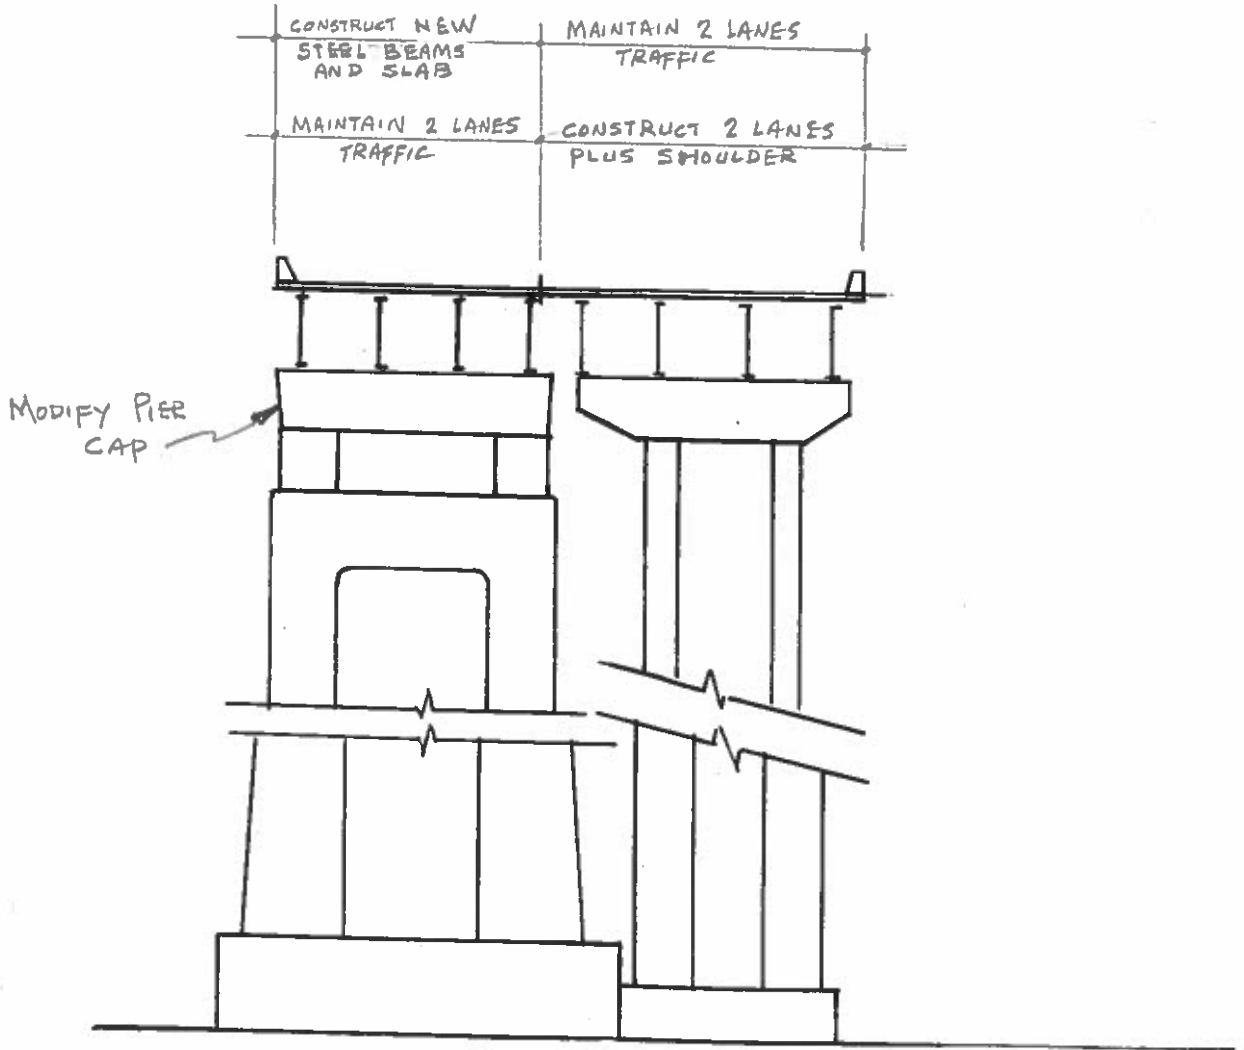 CONSTRUCT NEW
STEEL BEAMS
AND SLAB
MAINTAIN 2 LANES
TRAFFIC
MAINTAIN 2 LANES
TRAFFIC
CONSTRUCT 2 LANES
PLUS SHOULDER
MODIFY PIER
CAP